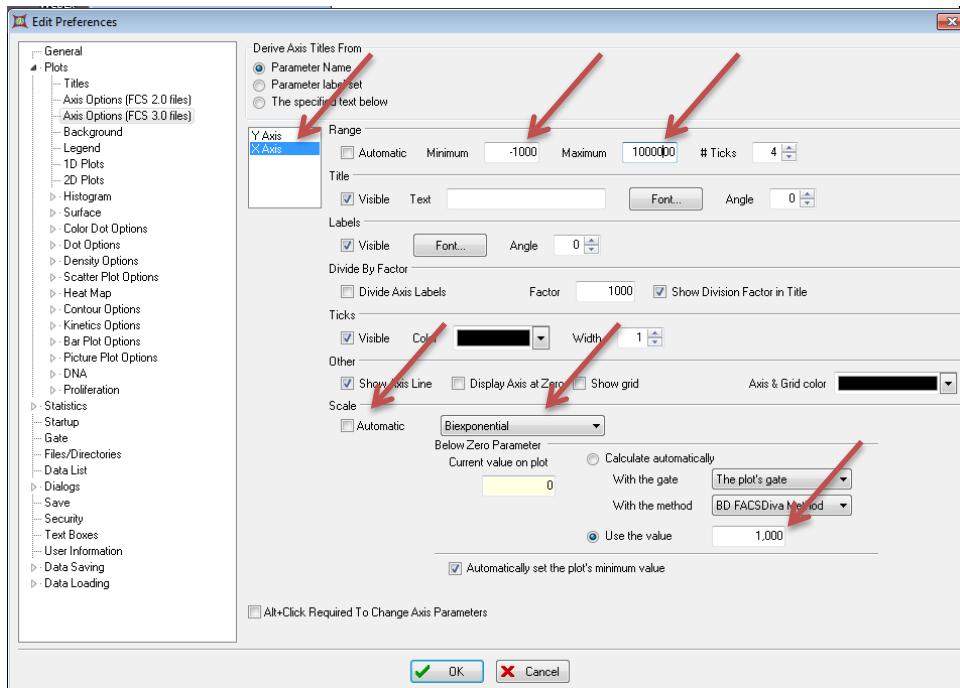 Edit Preferences
General
Plots
Titles
Axis Options (FCS 2.0 files)
Axis Options (FCS 3.0 files)
Background
Legend
1D Plots
2D Plots
Histogram
Surface
Color Dot Options
Dot Options
Density Options
Scatter Plot Options
Heat Map
Contour Options
Kinetics Options
Bar Plot Options
Picture Plot Options
DNA
Proliferation
Statistics
Startup
Gate
Files/Directories
Data List
Dialogs
Save
Security
Text Boxes
User Information
Data Saving
Data Loading
Derive Axis Titles From
Parameter Name
Parameter label set
The specified text below
Y Axis
X Axis
Range
Automatic Minimum -1000 Maximum 1000000 # Ticks 4
Title
Visible Text Font... Angle 0
Labels
Visible Font... Angle 0
Divide By Factor
Divide Axis Labels Factor 1000 Show Division Factor in Title
Ticks
Visible Color Width 1
Other
Show Axis Line Display Axis at Zero Show grid Axis & Grid color
Scale
Automatic Biexponential
Below Zero Parameter
Current value on plot
0
Calculate automatically
With the gate The plot's gate
With the method BD FACSDiva Method
Use the value 1,000
Automatically set the plot's minimum value
Alt+Click Required To Change Axis Parameters
OK Cancel